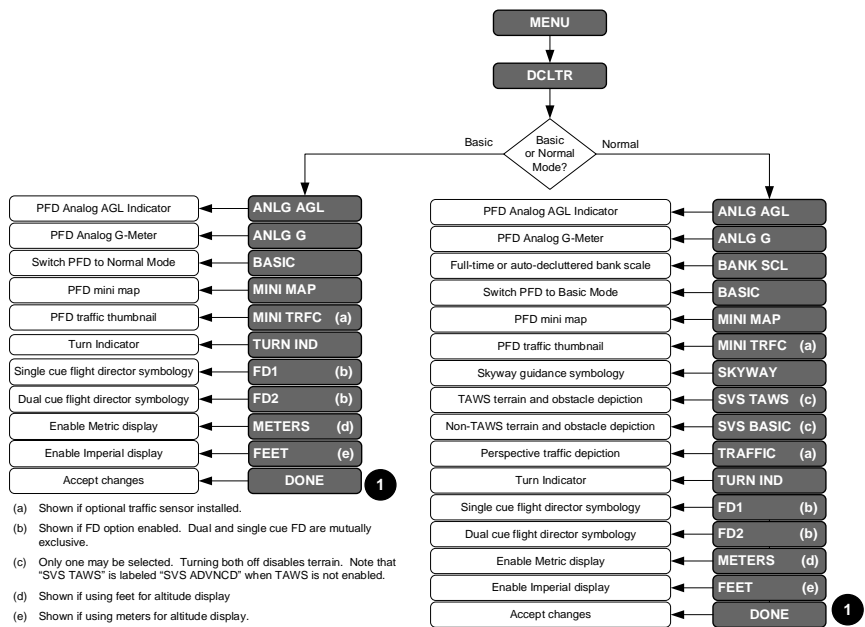 MENU
DCLTR
Basic or Normal Mode?
Basic
Normal
PFD Analog AGL Indicator ANLG AGL
PFD Analog G-Meter ANLG G
Switch PFD to Normal Mode BASIC
PFD mini map MINI MAP
PFD traffic thumbnail MINI TRFC (a)
Turn Indicator TURN IND
Single cue flight director symbology FD1 (b)
Dual cue flight director symbology FD2 (b)
Enable Metric display METERS (d)
Enable Imperial display FEET (e)
Accept changes DONE 1
(a) Shown if optional traffic sensor installed.
(b) Shown if FD option enabled. Dual and single cue FD are mutually
exclusive.
(c) Only one may be selected. Turning both off disables terrain. Note that
“SVS TAWS” is labeled “SVS ADVNCD” when TAWS is not enabled.
(d) Shown if using feet for altitude display
(e) Shown if using meters for altitude display.
PFD Analog AGL Indicator ANLG AGL
PFD Analog G-Meter ANLG G
Full-time or auto-decluttered bank scale BANK SCL
Switch PFD to Basic Mode BASIC
PFD mini map MINI MAP
PFD traffic thumbnail MINI TRFC (a)
Skyway guidance symbology SKYWAY
TAWS terrain and obstacle depiction SVS TAWS (c)
Non-TAWS terrain and obstacle depiction SVS BASIC (c)
Perspective traffic depiction TRAFFIC (a)
Turn Indicator TURN IND
Single cue flight director symbology FD1 (b)
Dual cue flight director symbology FD2 (b)
Enable Metric display METERS (d)
Enable Imperial display FEET (e)
Accept changes DONE 1